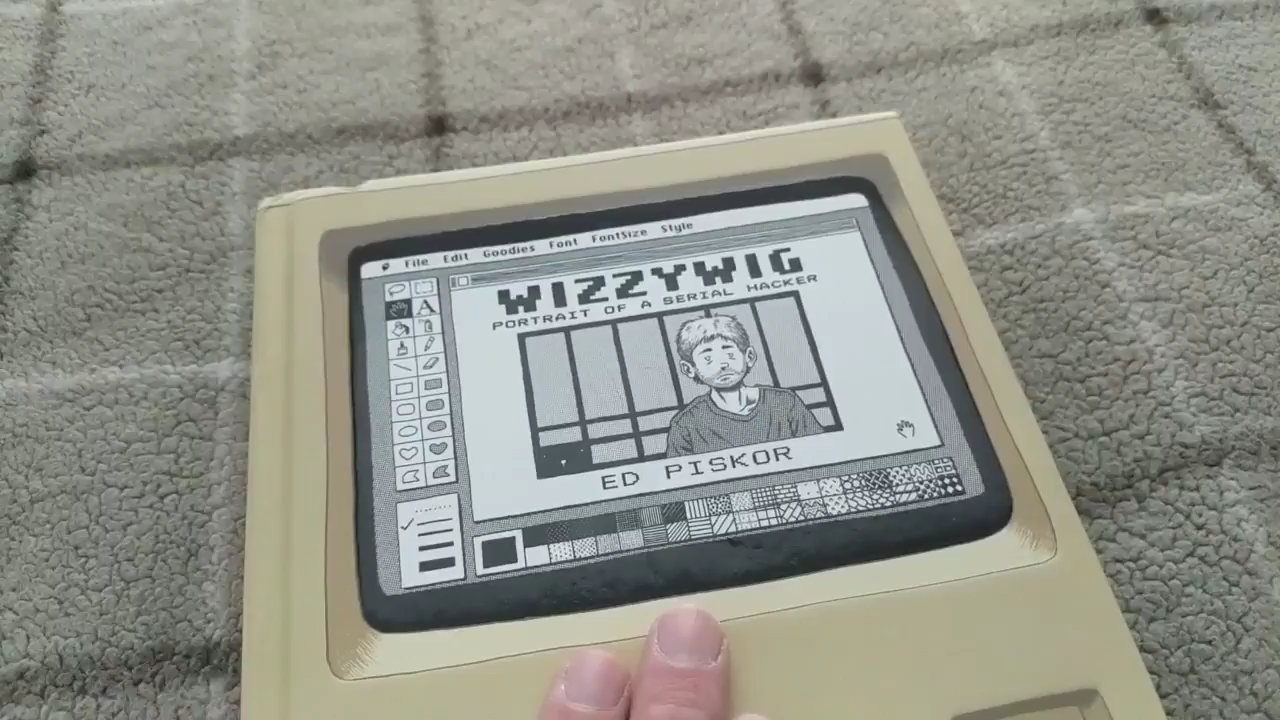 File Edit Goodies Font FontSize Style
A
WIZZYWIG
PORTRAIT OF A SERIAL HACKER
ED PISKOR